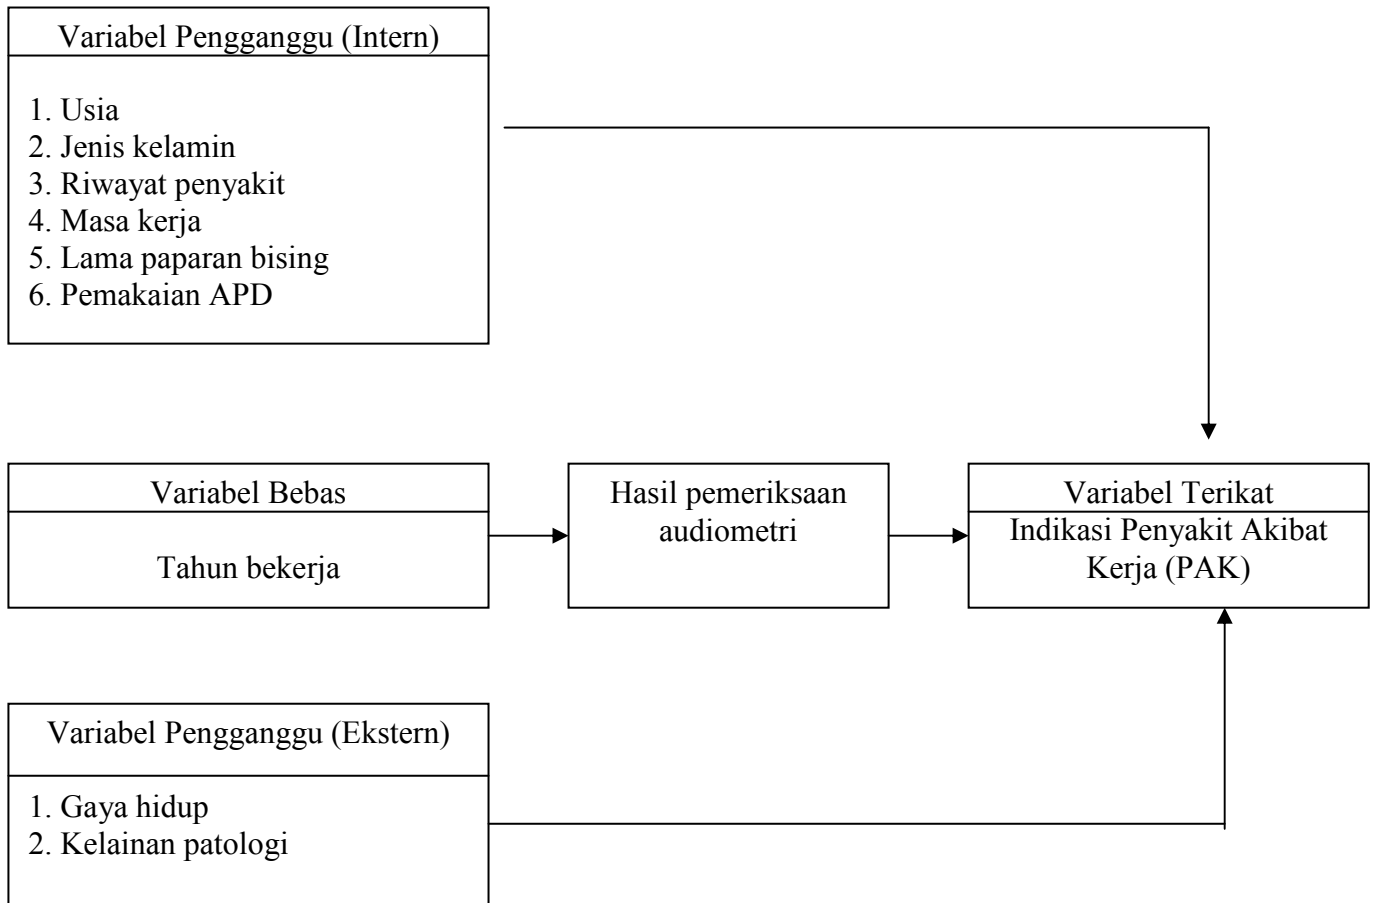 Variabel Pengganggu (Intern)
1. Usia
2. Jenis kelamin
3. Riwayat penyakit
4. Masa kerja
5. Lama paparan bising
6. Pemakaian APD
Variabel Bebas
Tahun bekerja
Hasil pemeriksaan
audiometri
Variabel Terikat
Indikasi Penyakit Akibat
Kerja (PAK)
Variabel Pengganggu (Ekstern)
1. Gaya hidup
2. Kelainan patologi